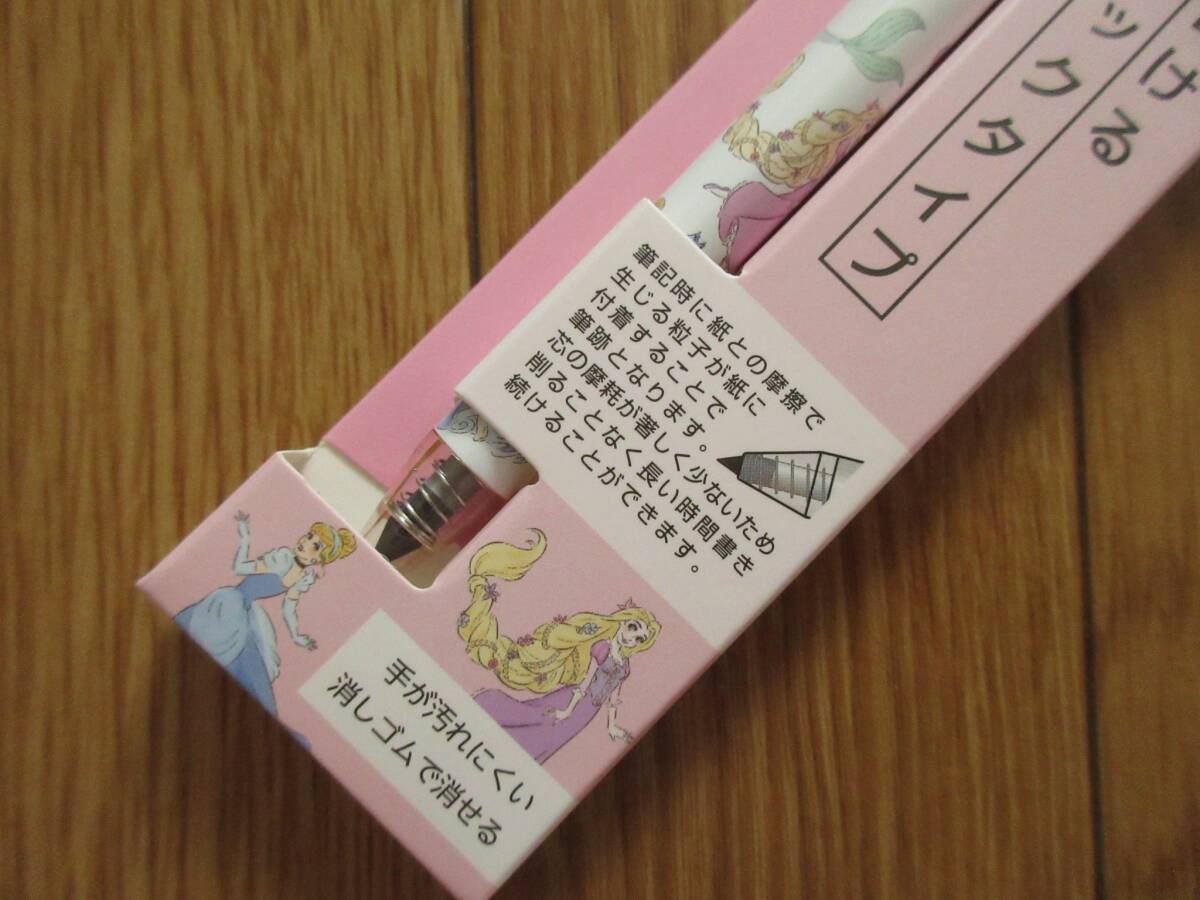 ける
ックタイプ
筆記時に紙との摩擦で
生じる粒子が紙に
付着することで
筆跡となります。
芯の摩耗が著しく少ないため
削ることなく長い時間書き
続けることができます。
手が汚れにくい
消しゴムで消せる